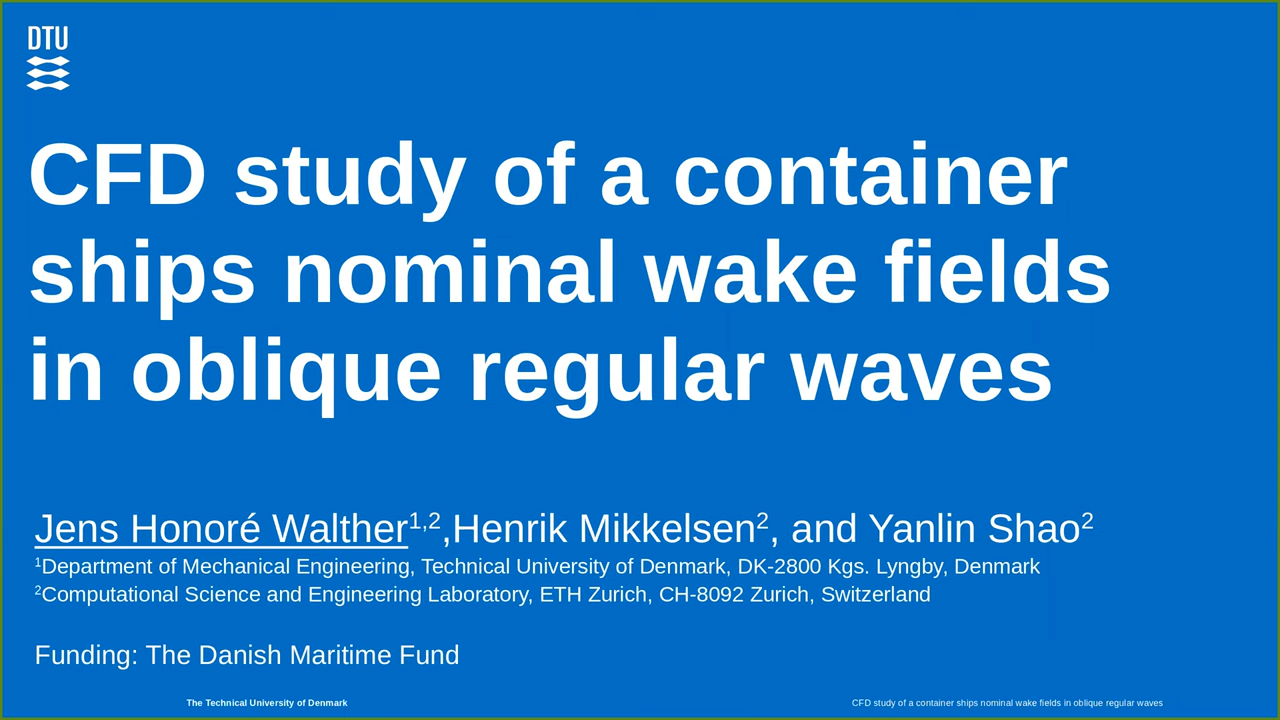 DTU
CFD study of a container
ships nominal wake fields
in oblique regular waves
Jens Honoré Walther1,2,Henrik Mikkelsen2, and Yanlin Shao2
1Department of Mechanical Engineering, Technical University of Denmark, DK-2800 Kgs. Lyngby, Denmark
2Computational Science and Engineering Laboratory, ETH Zurich, CH-8092 Zurich, Switzerland
Funding: The Danish Maritime Fund
The Technical University of Denmark
CFD study of a container ships nominal wake fields in oblique regular waves